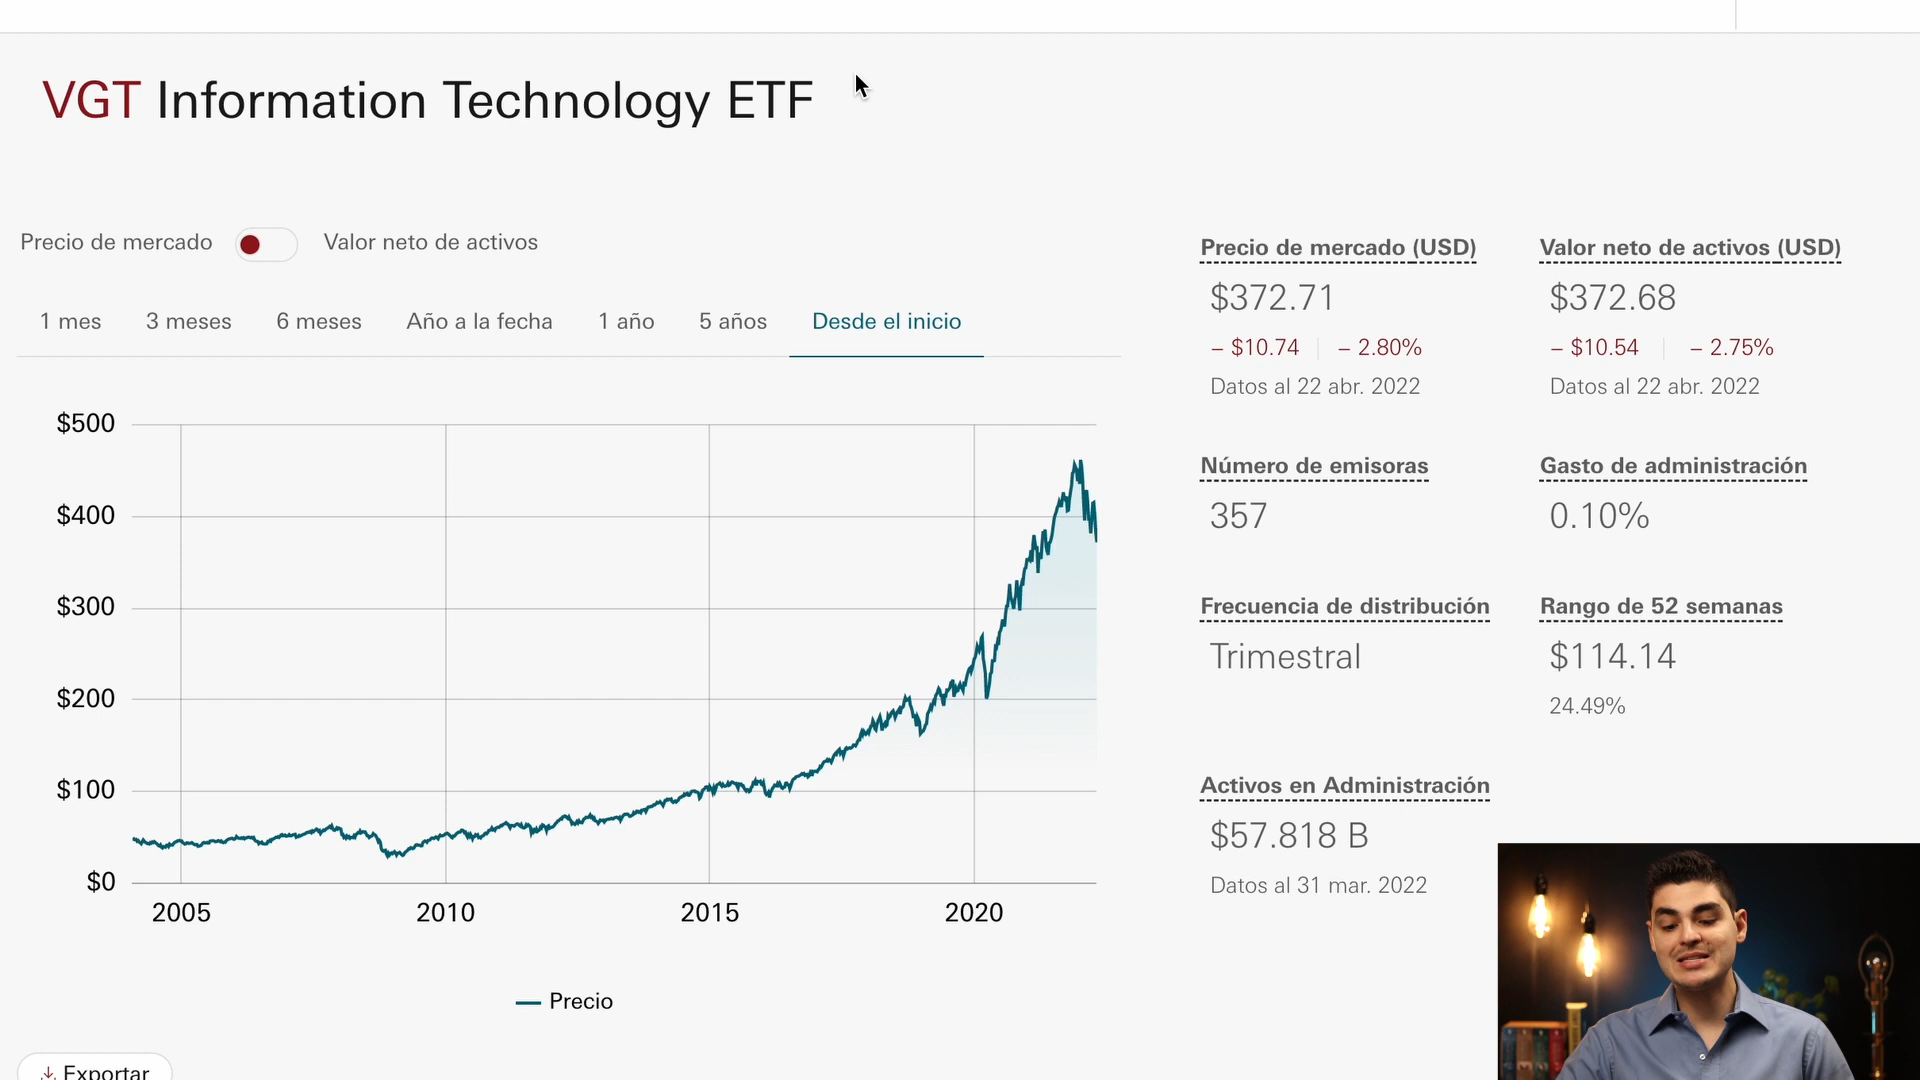 VGT Information Technology ETF
Precio de mercado Valor neto de activos
1 mes 3 meses 6 meses Año a la fecha 1 año 5 años Desde el inicio
$500
$400
$300
$200
$100
$0
2005 2010 2015 2020
Precio
Exportar
Precio de mercado (USD)
$372.71
– $10.74 – 2.80%
Datos al 22 abr. 2022
Valor neto de activos (USD)
$372.68
– $10.54 – 2.75%
Datos al 22 abr. 2022
Número de emisoras
357
Gasto de administración
0.10%
Frecuencia de distribución
Trimestral
Rango de 52 semanas
$114.14
24.49%
Activos en Administración
$57.818 B
Datos al 31 mar. 2022